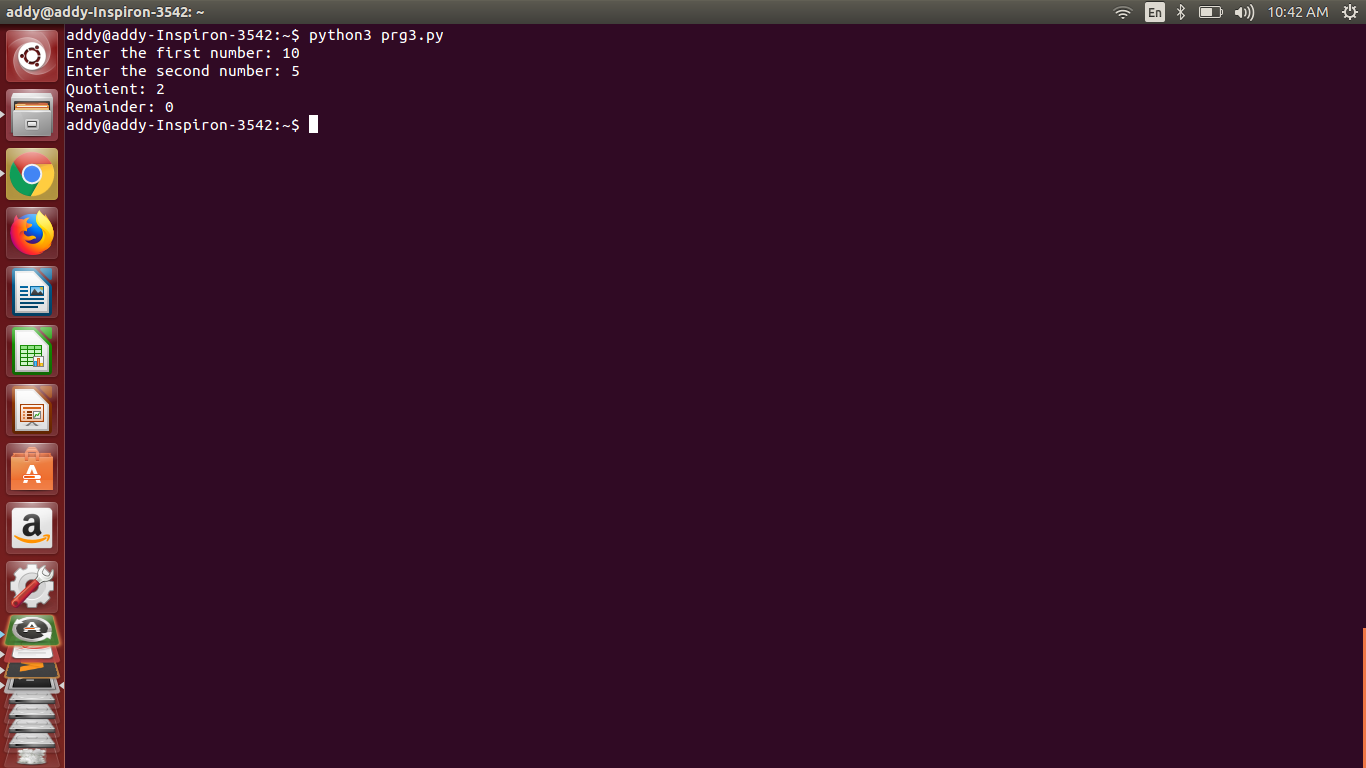 addy@addy-Inspiron-3542: ~
En
10:42 AM
addy@addy-Inspiron-3542:~$ python3 prg3.py
Enter the first number: 10
Enter the second number: 5
Quotient: 2
Remainder: 0
addy@addy-Inspiron-3542:~$